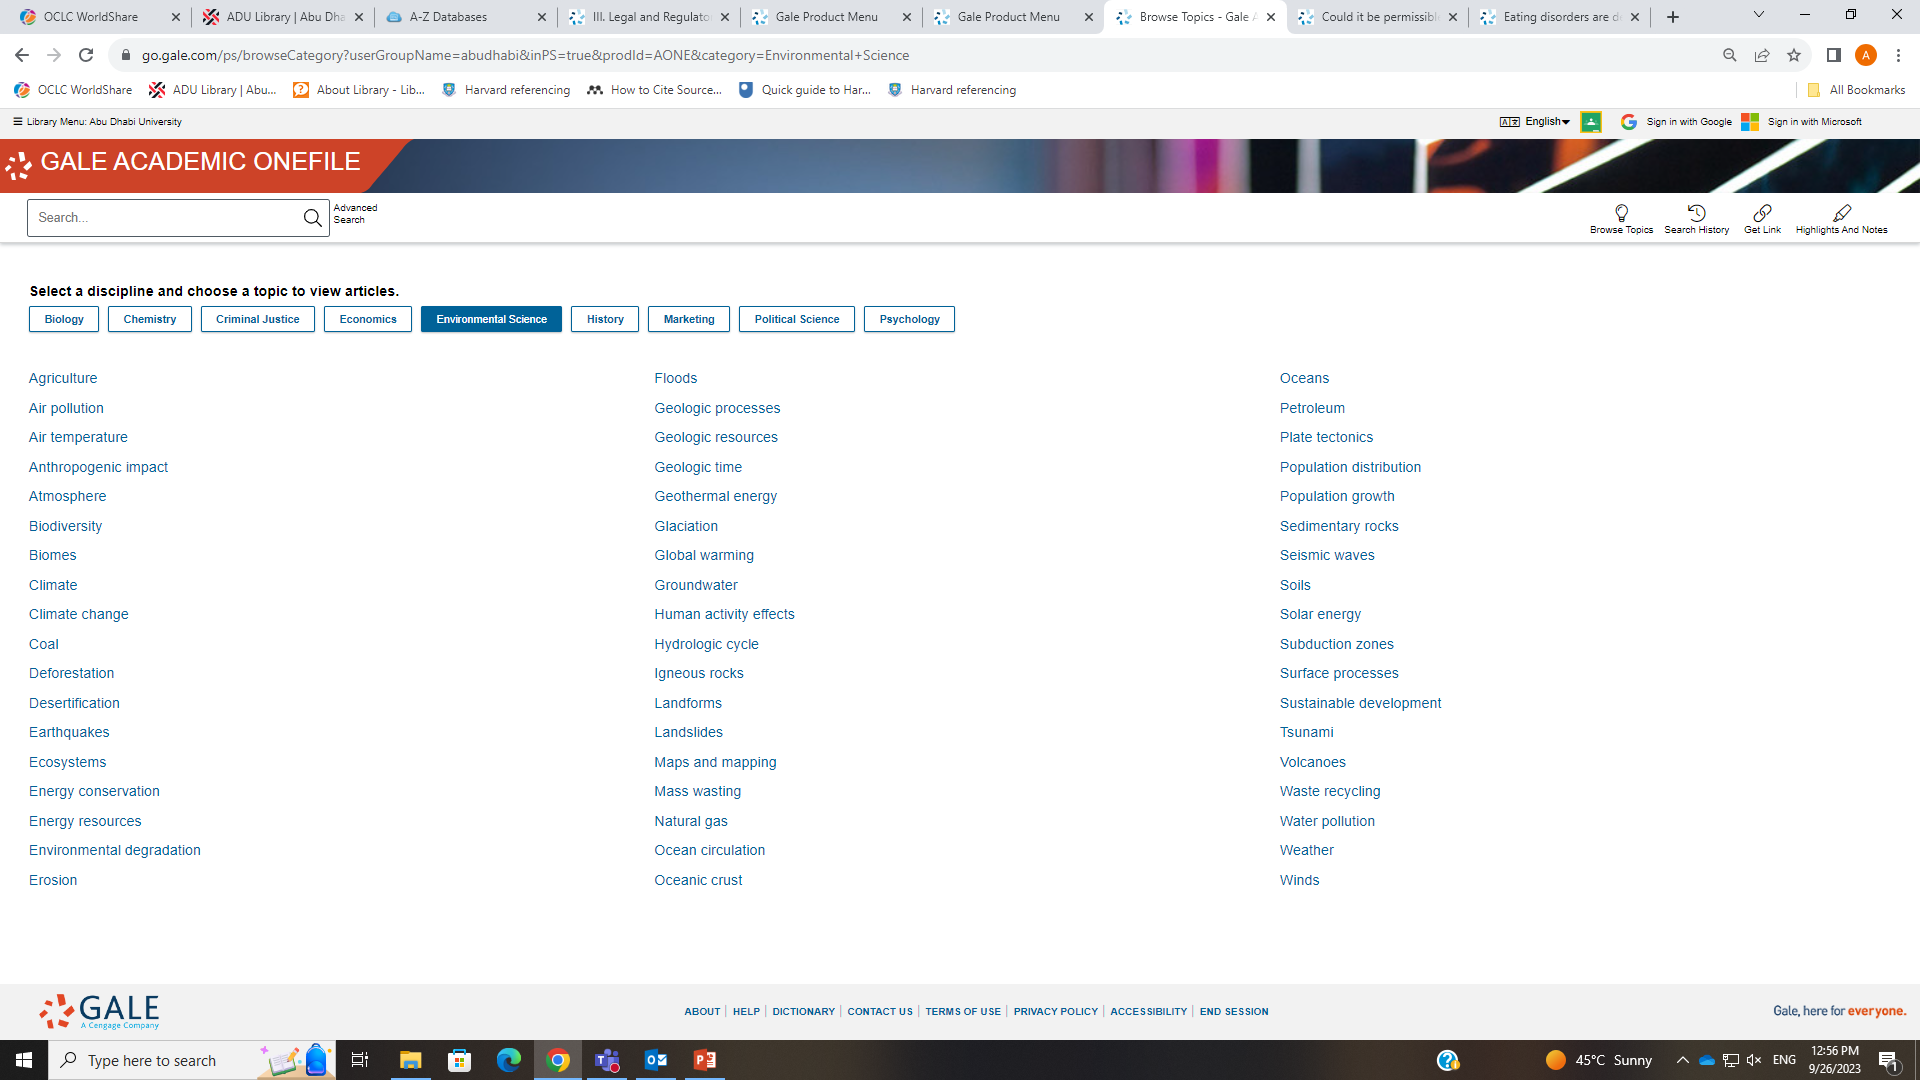 OCLC WorldShare
ADU Library | Abu Dha
A-Z Databases
III. Legal and Regulato
Gale Product Menu
Gale Product Menu
Browse Topics - Gale A
Could it be permissible
Eating disorders are d
go.gale.com/ps/browseCategory?userGroupName=abudhabi&inPS=true&prodId=AONE&category=Environmental+Science
A
OCLC WorldShare
ADU Library | Abu...
About Library - Lib...
Harvard referencing
How to Cite Source...
Quick guide to Har...
Harvard referencing
All Bookmarks
Library Menu: Abu Dhabi University
English
Sign in with Google
Sign in with Microsoft
GALE ACADEMIC ONEFILE
Search...
Advanced
Search
Browse Topics
Search History
Get Link
Highlights And Notes
Select a discipline and choose a topic to view articles.
Biology
Chemistry
Criminal Justice
Economics
Environmental Science
History
Marketing
Political Science
Psychology
Agriculture
Air pollution
Air temperature
Anthropogenic impact
Atmosphere
Biodiversity
Biomes
Climate
Climate change
Coal
Deforestation
Desertification
Earthquakes
Ecosystems
Energy conservation
Energy resources
Environmental degradation
Erosion
Floods
Geologic processes
Geologic resources
Geologic time
Geothermal energy
Glaciation
Global warming
Groundwater
Human activity effects
Hydrologic cycle
Igneous rocks
Landforms
Landslides
Maps and mapping
Mass wasting
Natural gas
Ocean circulation
Oceanic crust
Oceans
Petroleum
Plate tectonics
Population distribution
Population growth
Sedimentary rocks
Seismic waves
Soils
Solar energy
Subduction zones
Surface processes
Sustainable development
Tsunami
Volcanoes
Waste recycling
Water pollution
Weather
Winds
GALE
A Cengage Company
ABOUT | HELP | DICTIONARY | CONTACT US | TERMS OF USE | PRIVACY POLICY | ACCESSIBILITY | END SESSION
Gale, here for everyone.
Type here to search
45°C Sunny
ENG
12:56 PM
9/26/2023
1